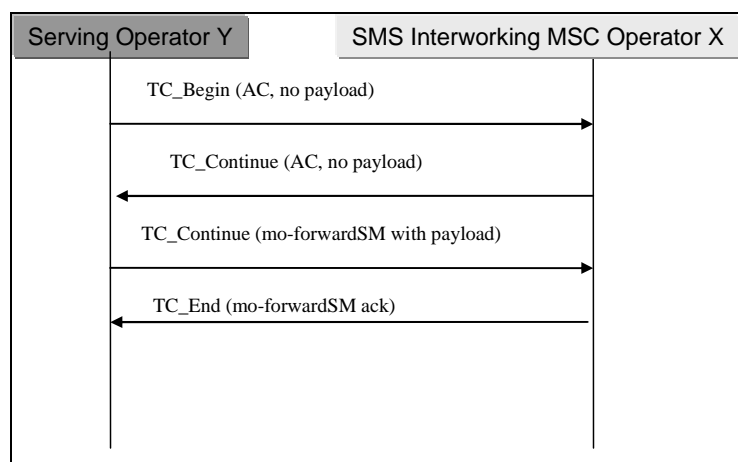 Serving Operator Y
SMS Interworking MSC Operator X
TC_Begin (AC, no payload)
TC_Continue (AC, no payload)
TC_Continue (mo-forwardSM with payload)
TC_End (mo-forwardSM ack)